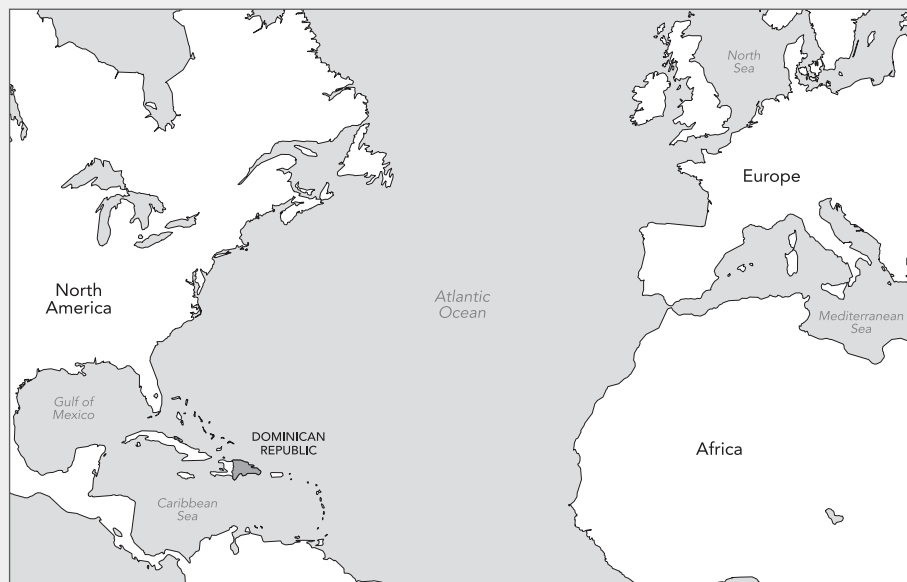 North
Sea
Europe
North
America
Atlantic
Ocean
Mediterranean
Sea
Gulf of
Mexico
DOMINICAN
REPUBLIC
Africa
Caribbean
Sea